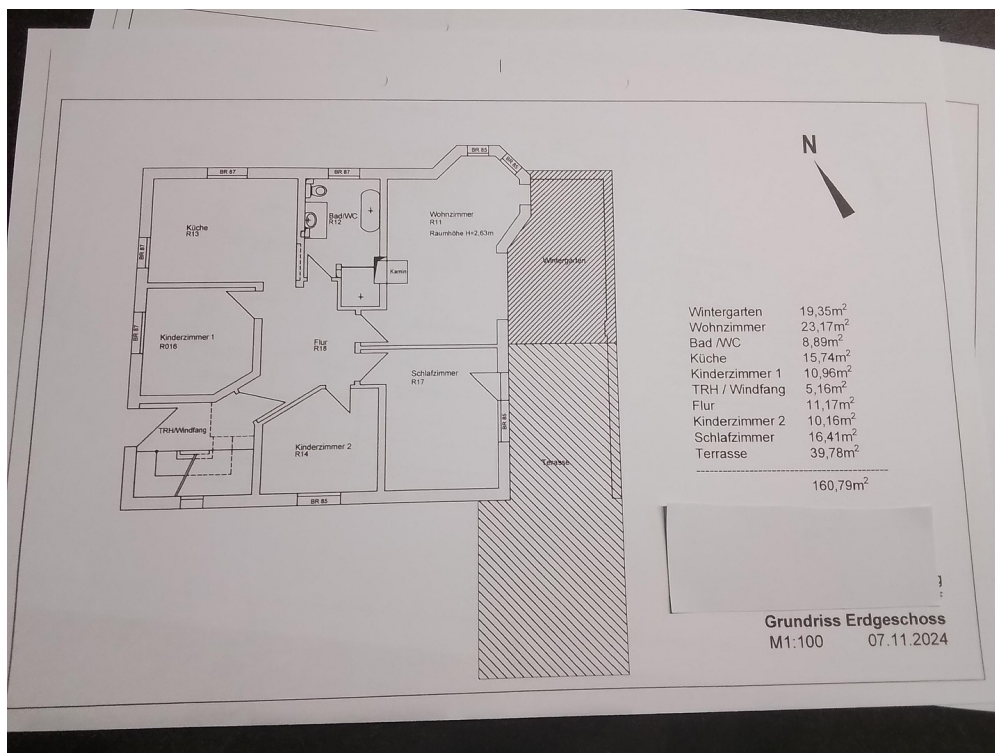 N
BR 85
BR 85
BR 87
BR 87
Küche
R13
Bad/WC
R12
Wohnzimmer
R11
Raumhöhe H=2,63m
BR 87
Kamin
Wintergarten
BR 87
Kinderzimmer 1
R016
Flur
R18
Schlafzimmer
R17
BR 85
TRH/Windfang
Kinderzimmer 2
R14
BR 85
Terrasse
Wintergarten 19,35m²
Wohnzimmer 23,17m²
Bad /WC 8,89m²
Küche 15,74m²
Kinderzimmer 1 10,96m²
TRH / Windfang 5,16m²
Flur 11,17m²
Kinderzimmer 2 10,16m²
Schlafzimmer 16,41m²
Terrasse 39,78m²
160,79m²
Grundriss Erdgeschoss
M1:100 07.11.2024